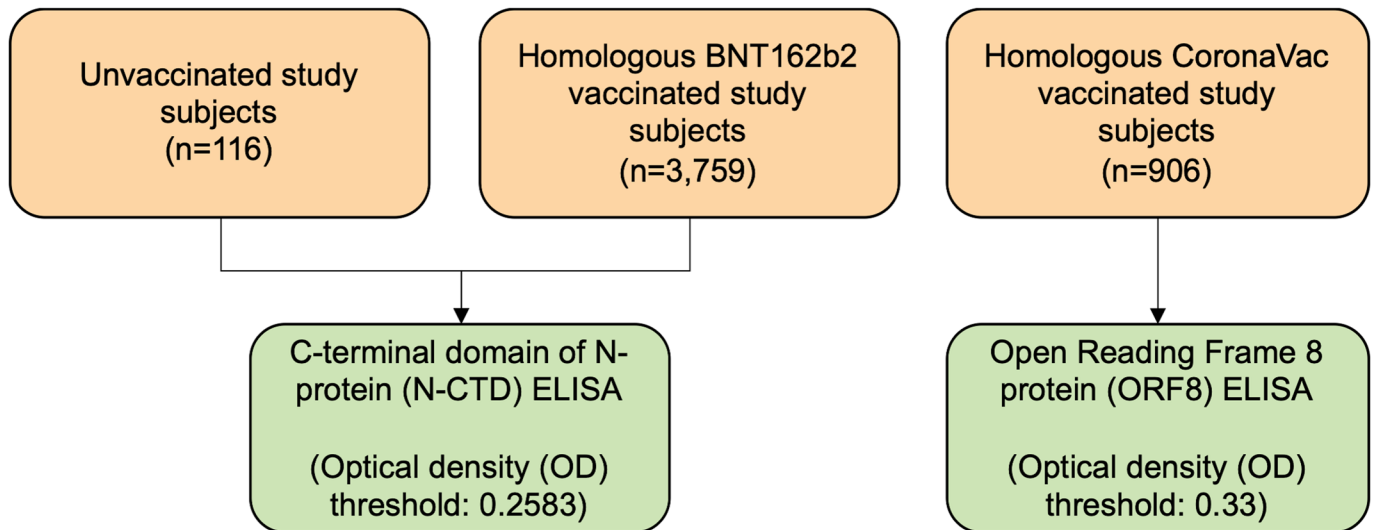 Unvaccinated study
subjects
(n=116)
Homologous BNT162b2
vaccinated study
subjects
(n=3,759)
Homologous CoronaVac
vaccinated study
subjects
(n=906)
C-terminal domain of N-
protein (N-CTD) ELISA
(Optical density (OD)
threshold: 0.2583)
Open Reading Frame 8
protein (ORF8) ELISA
(Optical density (OD)
threshold: 0.33)